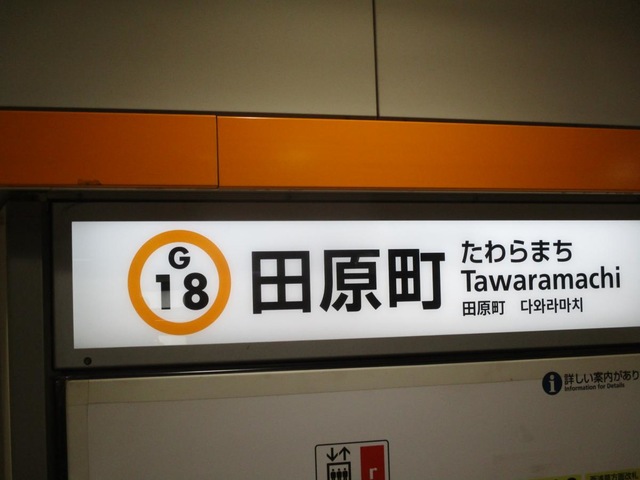 G
18
田原町
たわらまち
Tawaramachi
田原町 다와라마치
詳しい案内があり
Information for Details